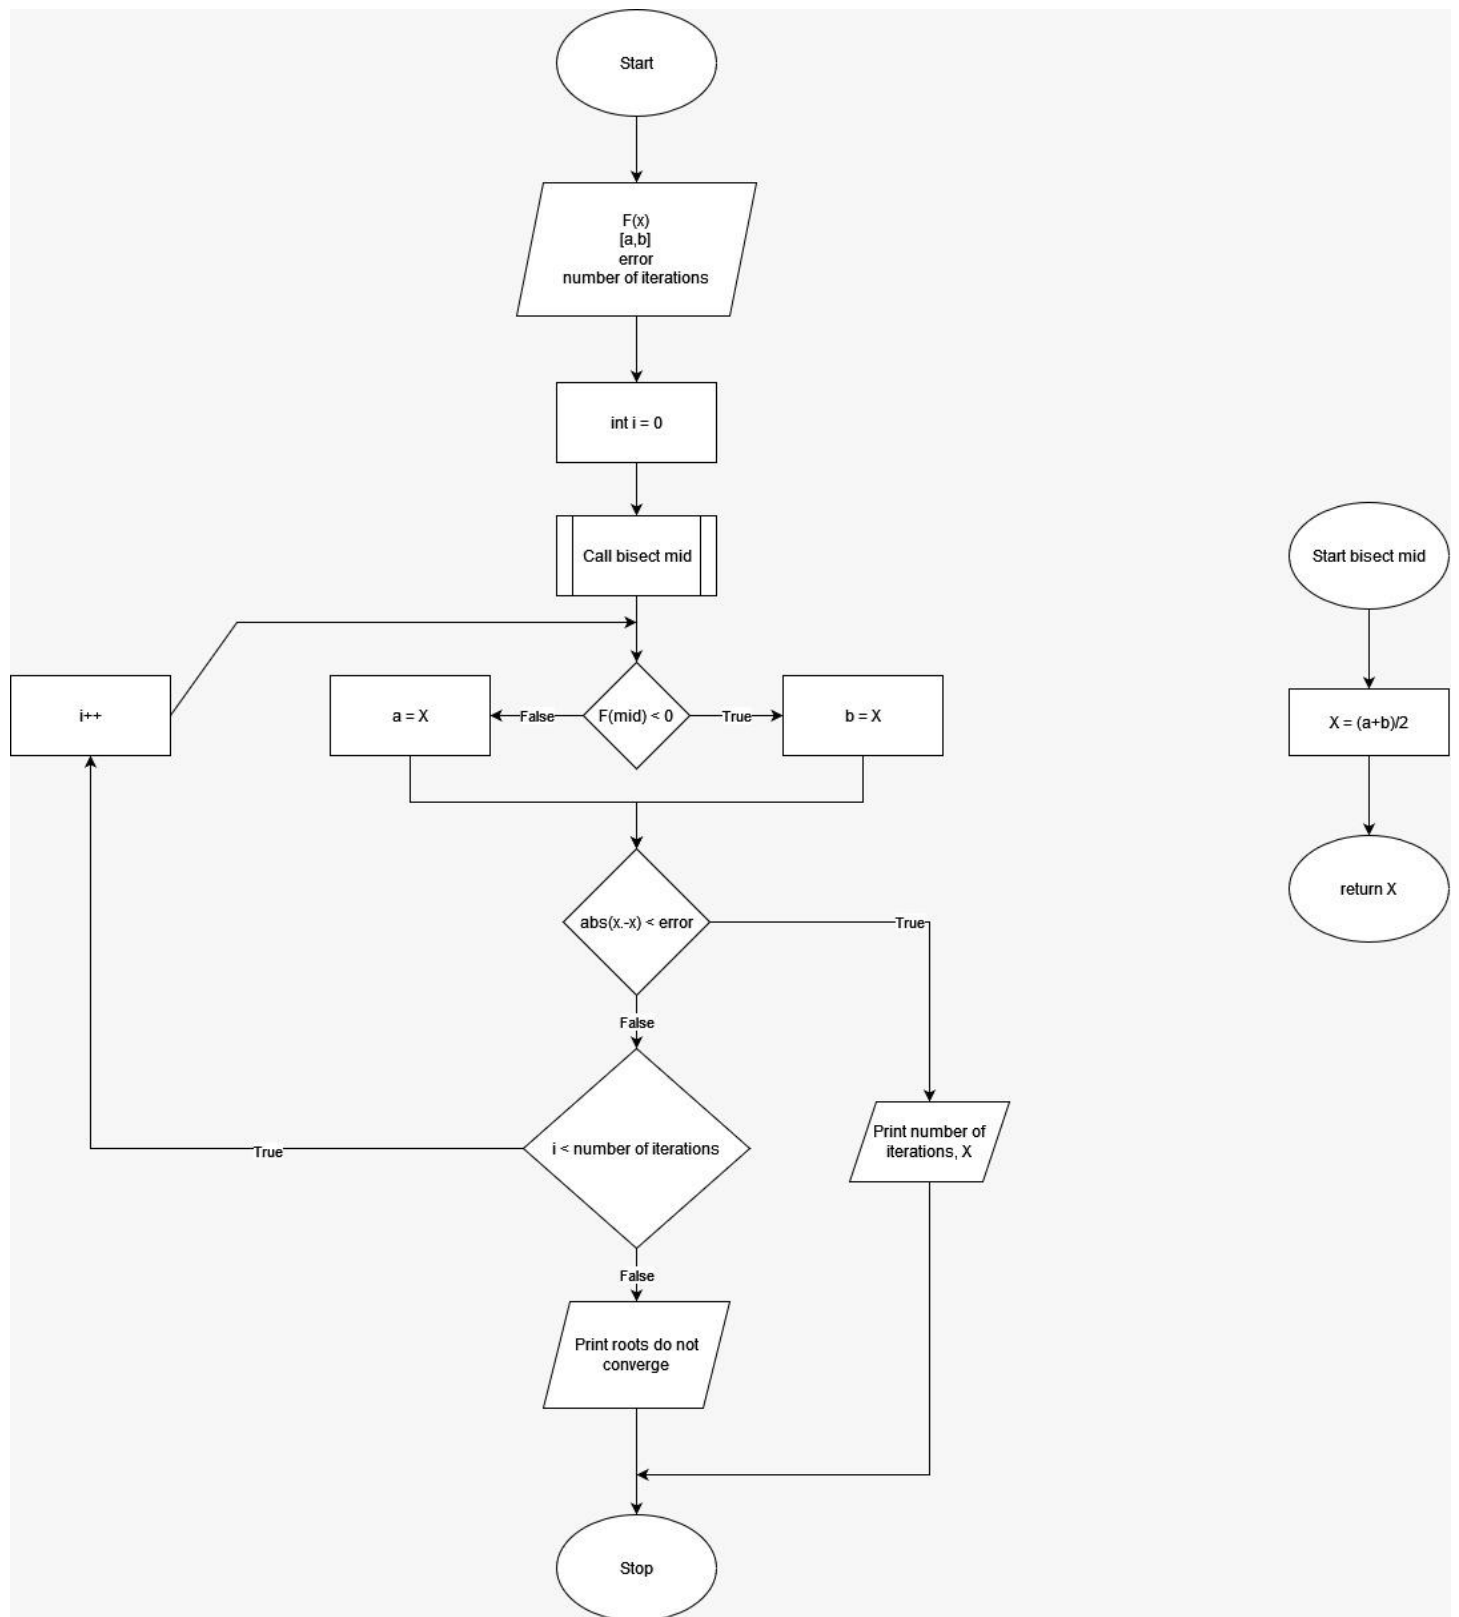 Start
F(x)
[a,b]
error
number of iterations
int i = 0
Call bisect mid
Start bisect mid
i++
a = X
False
F(mid) < 0
True
b = X
X = (a+b)/2
return X
abs(x.-x) < error
True
False
Print number of
iterations, X
i < number of iterations
True
False
Print roots do not
converge
Stop